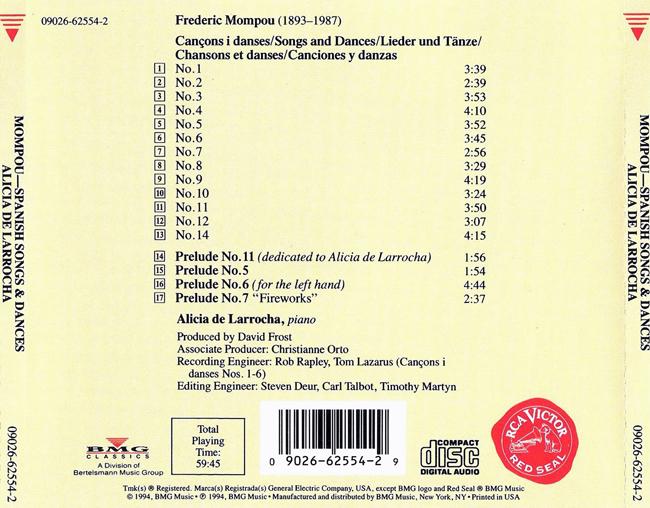 09026-62554-2
Frederic Mompou (1893–1987)
Cançons i danses/Songs and Dances/Lieder und Tänze/
Chansons et danses/Canciones y danzas
1 No. 1 3:39
2 No. 2 2:39
3 No. 3 3:53
4 No. 4 4:10
5 No. 5 3:52
6 No. 6 3:45
7 No. 7 2:56
8 No. 8 3:29
9 No. 9 4:19
10 No. 10 3:24
11 No. 11 3:50
12 No. 12 3:07
13 No. 14 4:15
14 Prelude No. 11 (dedicated to Alicia de Larrocha) 1:56
15 Prelude No. 5 1:54
16 Prelude No. 6 (for the left hand) 4:44
17 Prelude No. 7 “Fireworks” 2:37
Alicia de Larrocha, piano
Produced by David Frost
Associate Producer: Christianne Orto
Recording Engineer: Rob Rapley, Tom Lazarus (Cançons i
danses Nos. 1-6)
Editing Engineer: Steven Deur, Carl Talbot, Timothy Martyn
BMG
CLASSICS
A Division of
Bertelsmann Music Group
Total
Playing
Time:
59:45
0 09026-62554-2 9
COMPACT
disc
DIGITAL AUDIO
RCA VICTOR
RED SEAL
Tmk(s) ® Registered. Marca(s) Registrada(s) General Electric Company, USA, except BMG logo and Red Seal ® BMG Music
© 1994, BMG Music • ℗ 1994, BMG Music • Manufactured and distributed by BMG Music, New York, NY • Printed in USA
MOMPOU—SPANISH SONGS & DANCES
ALICIA DE LARROCHA
09026-62554-2
MOMPOU—SPANISH SONGS & DANCES
ALICIA DE LARROCHA
09026-62554-2